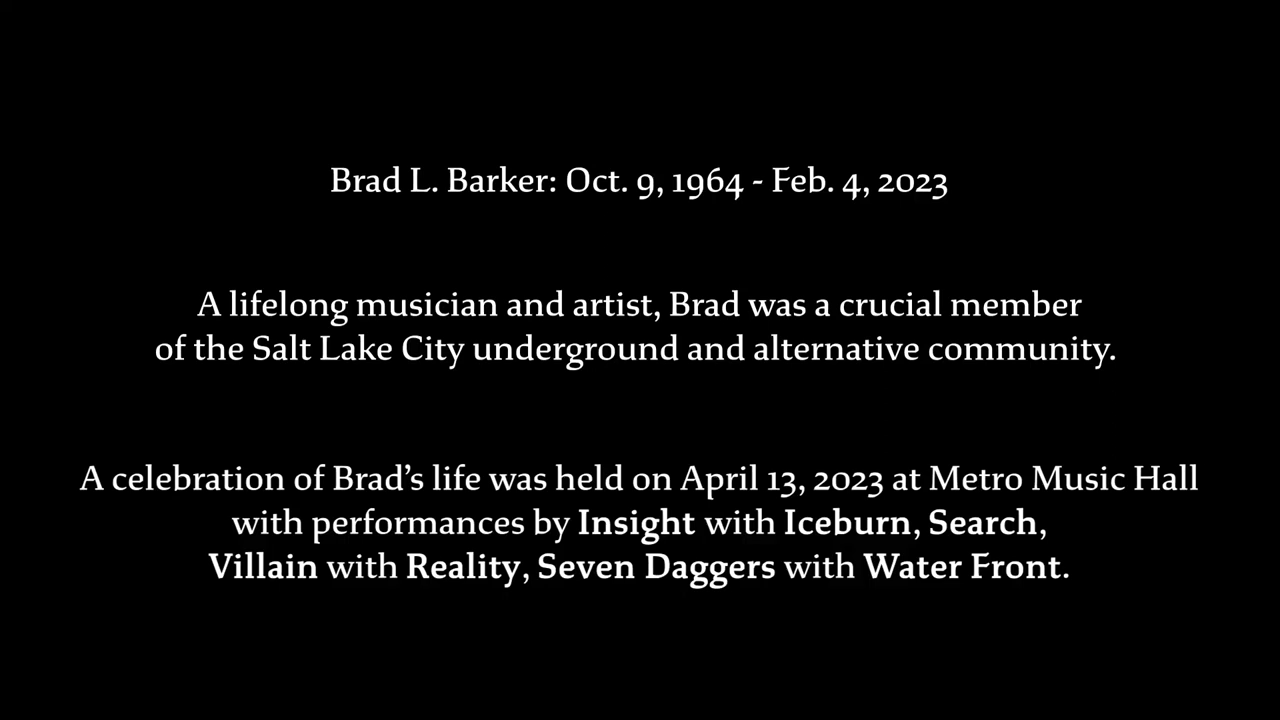 Brad L. Barker: Oct. 9, 1964 - Feb. 4, 2023
A lifelong musician and artist, Brad was a crucial member
of the Salt Lake City underground and alternative community.
A celebration of Brad’s life was held on April 13, 2023 at Metro Music Hall
with performances by Insight with Iceburn, Search,
Villain with Reality, Seven Daggers with Water Front.